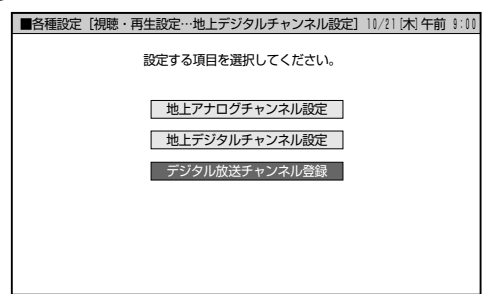 ■各種設定［視聴・再生設定…地上デジタルチャンネル設定］10/21[木]午前 9:00
設定する項目を選択してください。
地上アナログチャンネル設定
地上デジタルチャンネル設定
デジタル放送チャンネル登録